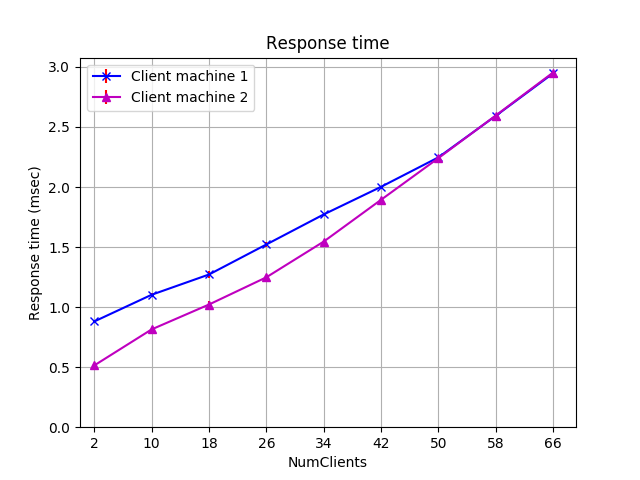 Response time
Client machine 1
Client machine 2
Response time (msec)
3.0
2.5
2.0
1.5
1.0
0.5
0.0
2 10 18 26 34 42 50 58 66
NumClients